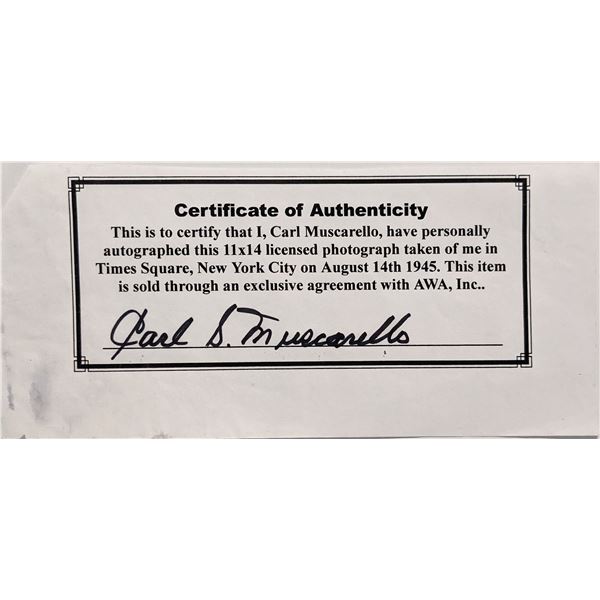 Certificate of Authenticity
This is to certify that I, Carl Muscarello, have personally
autographed this 11x14 licensed photograph taken of me in
Times Square, New York City on August 14th 1945. This item
is sold through an exclusive agreement with AWA, Inc..
Carl S. Muscarello